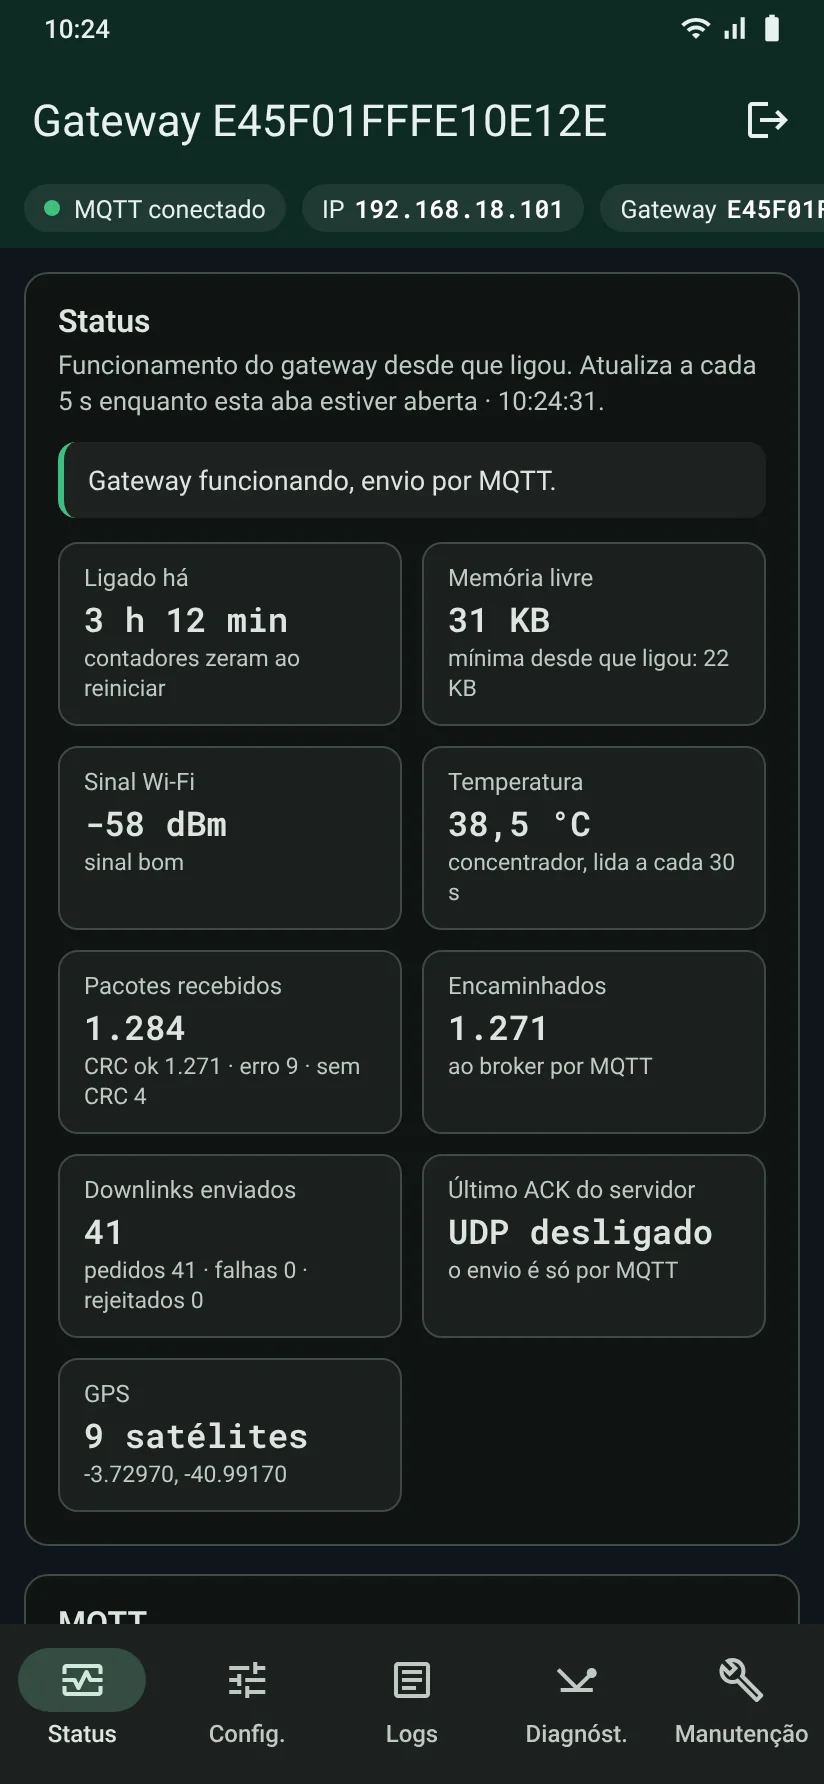 10:24
Gateway E45F01FFFE10E12E
MQTT conectado
IP 192.168.18.101
Gateway E45F01F
Status
Funcionamento do gateway desde que ligou. Atualiza a cada
5 s enquanto esta aba estiver aberta · 10:24:31.
Gateway funcionando, envio por MQTT.
Ligado há
3 h 12 min
contadores zeram ao
reiniciar
Memória livre
31 KB
mínima desde que ligou: 22
KB
Sinal Wi-Fi
-58 dBm
sinal bom
Temperatura
38,5 °C
concentrador, lida a cada 30
s
Pacotes recebidos
1.284
CRC ok 1.271 · erro 9 · sem
CRC 4
Encaminhados
1.271
ao broker por MQTT
Downlinks enviados
41
pedidos 41 · falhas 0 ·
rejeitados 0
Último ACK do servidor
UDP desligado
o envio é só por MQTT
GPS
9 satélites
-3.72970, -40.99170
MQTT
Status
Config.
Logs
Diagnóst.
Manutenção